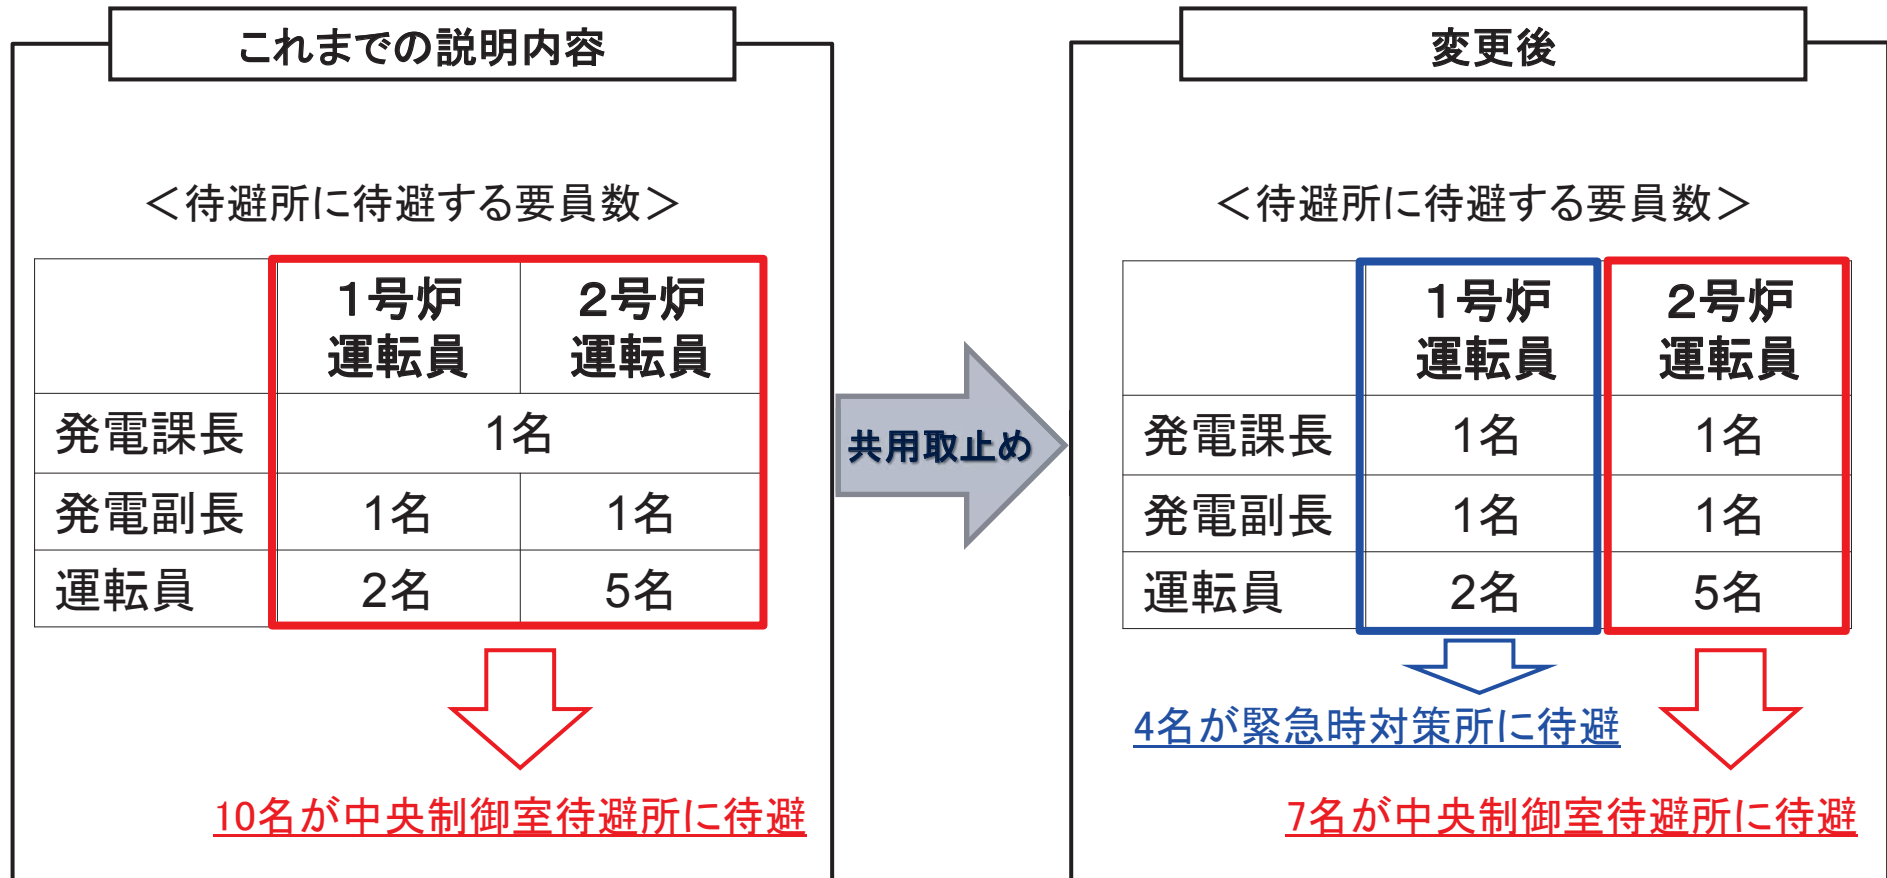 これまでの説明内容
＜待避所に待避する要員数＞
1号炉 2号炉
運転員 運転員
発電課長 1名
発電副長 1名 1名
運転員 2名 5名
10名が中央制御室待避所に待避
共用取止め
変更後
＜待避所に待避する要員数＞
1号炉 2号炉
運転員 運転員
発電課長 1名 1名
発電副長 1名 1名
運転員 2名 5名
4名が緊急時対策所に待避
7名が中央制御室待避所に待避